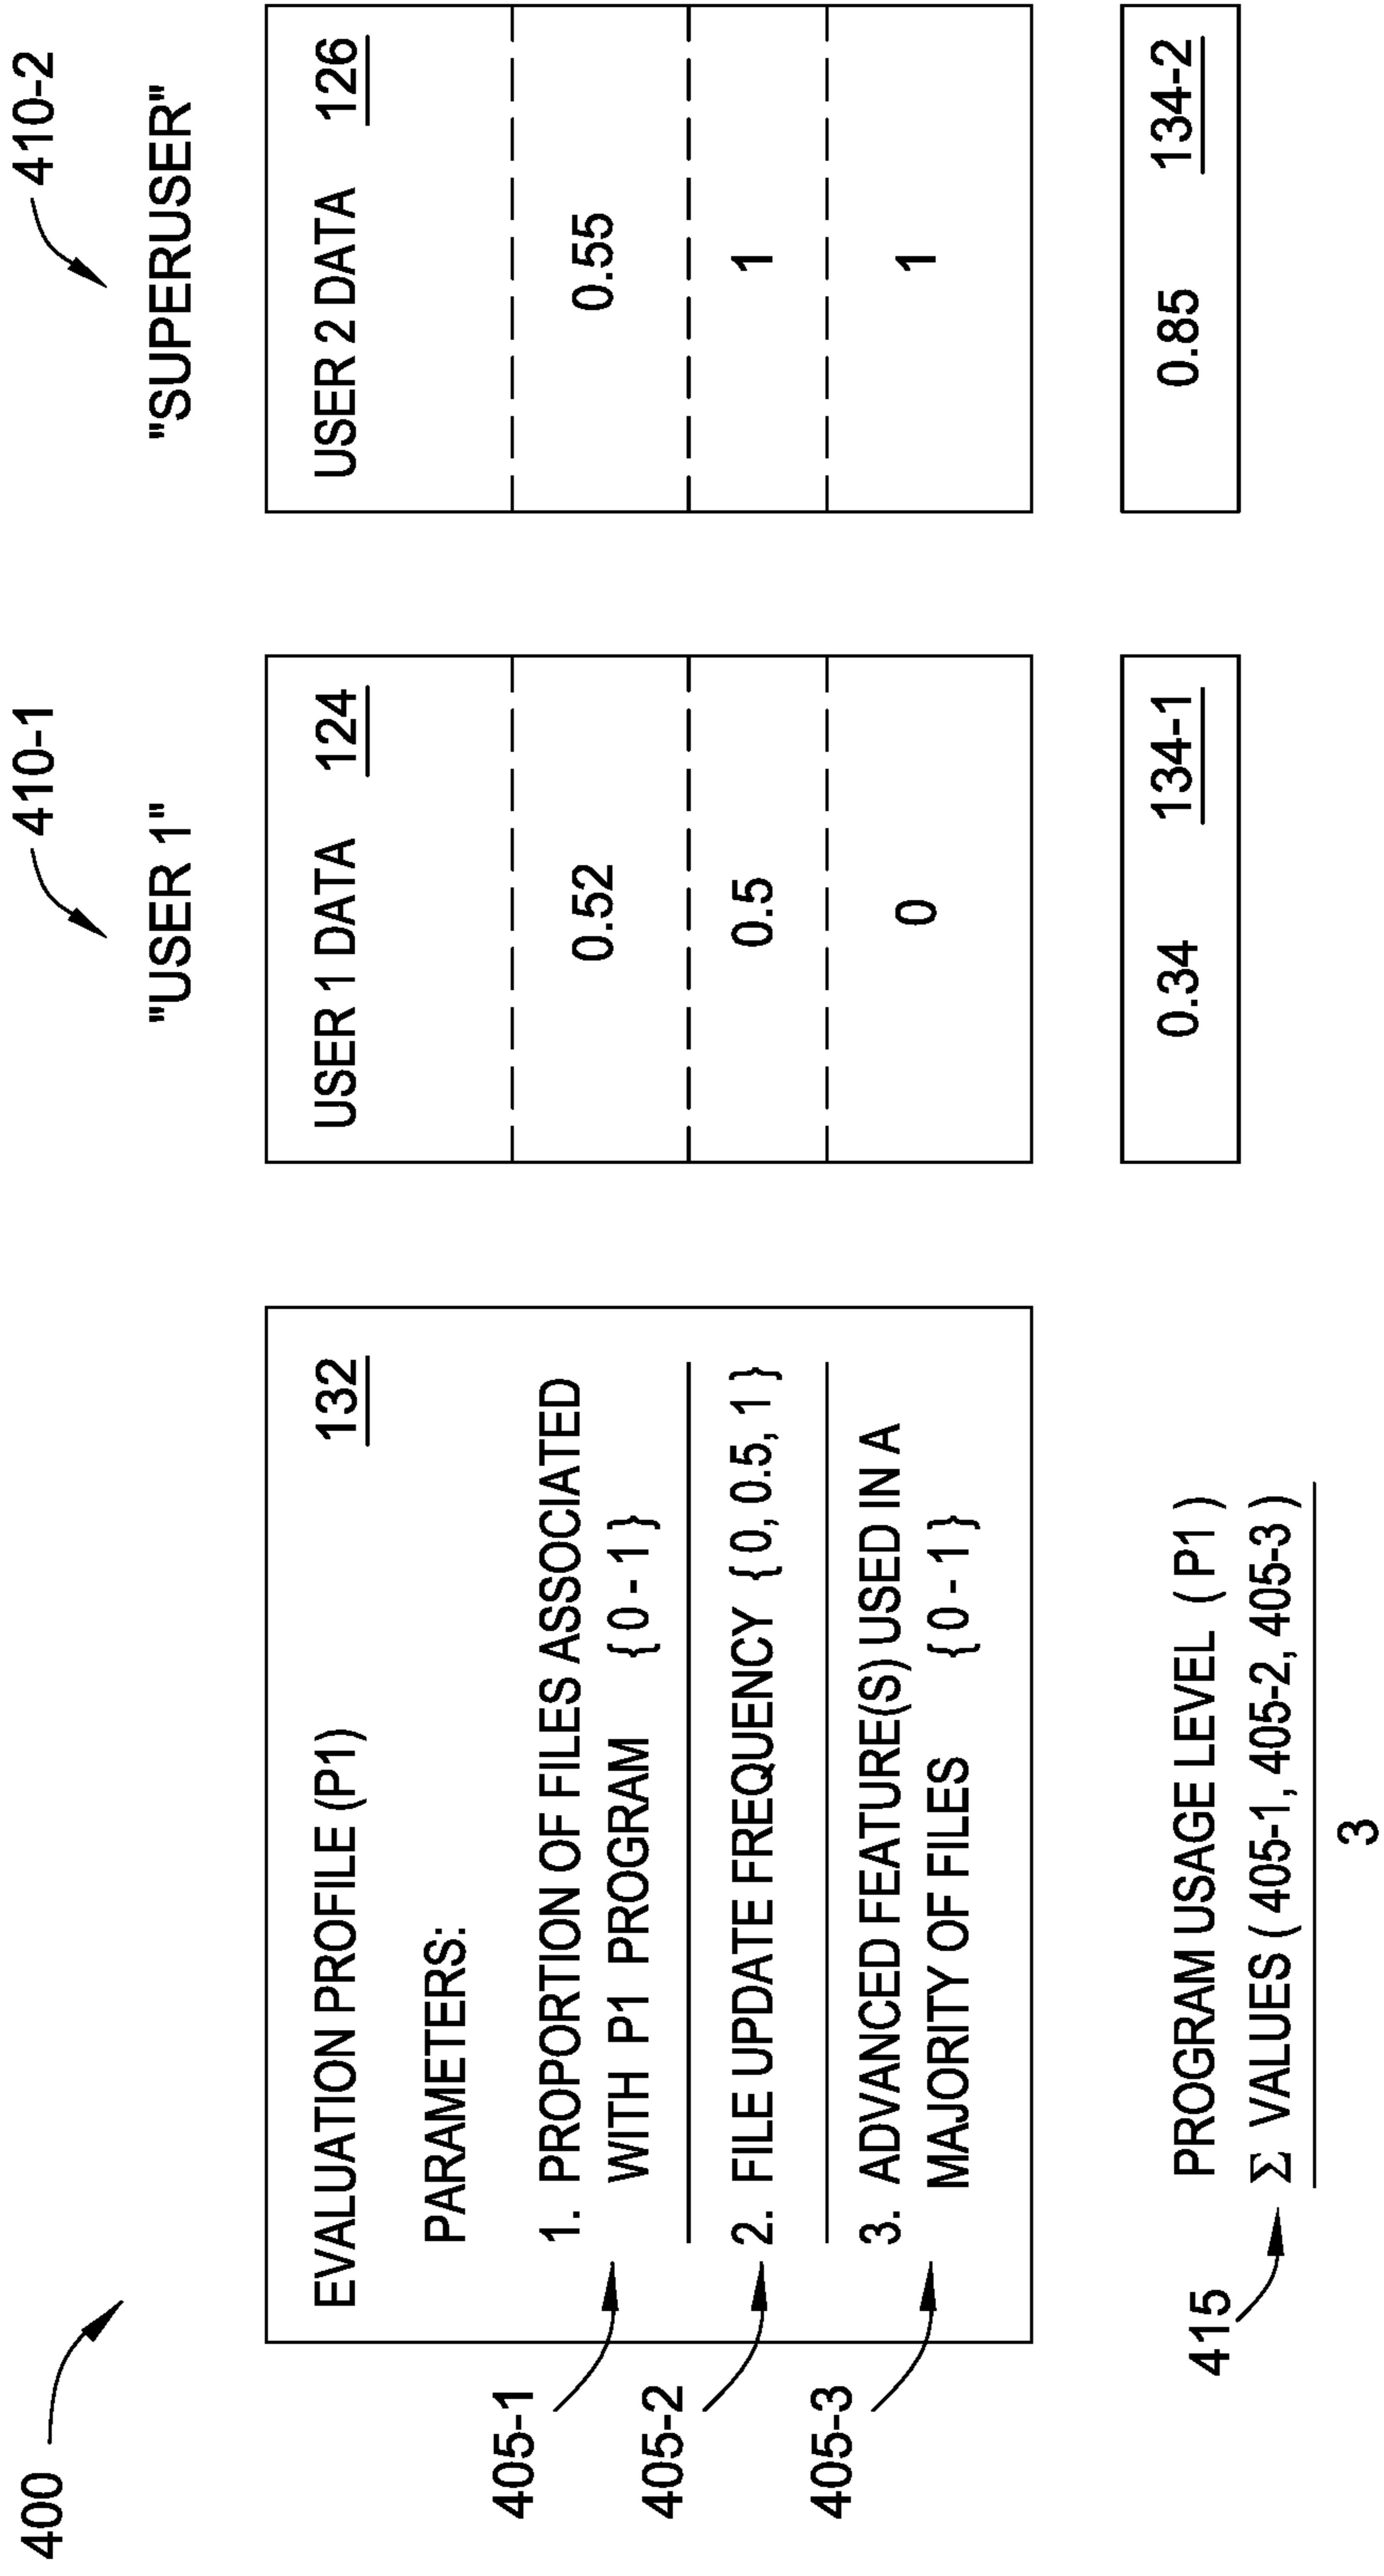 400
410-1
410-2
"USER 1"
"SUPERUSER"
EVALUATION PROFILE (P1) 132
PARAMETERS:
405-1
1. PROPORTION OF FILES ASSOCIATED
WITH P1 PROGRAM { 0 - 1 }
405-2
2. FILE UPDATE FREQUENCY { 0, 0.5, 1 }
405-3
3. ADVANCED FEATURE(S) USED IN A
MAJORITY OF FILES { 0 - 1 }
USER 1 DATA 124
0.52
0.5
0
USER 2 DATA 126
0.55
1
1
415
PROGRAM USAGE LEVEL ( P1 )
Σ VALUES ( 405-1, 405-2, 405-3 )
3
0.34 134-1
0.85 134-2